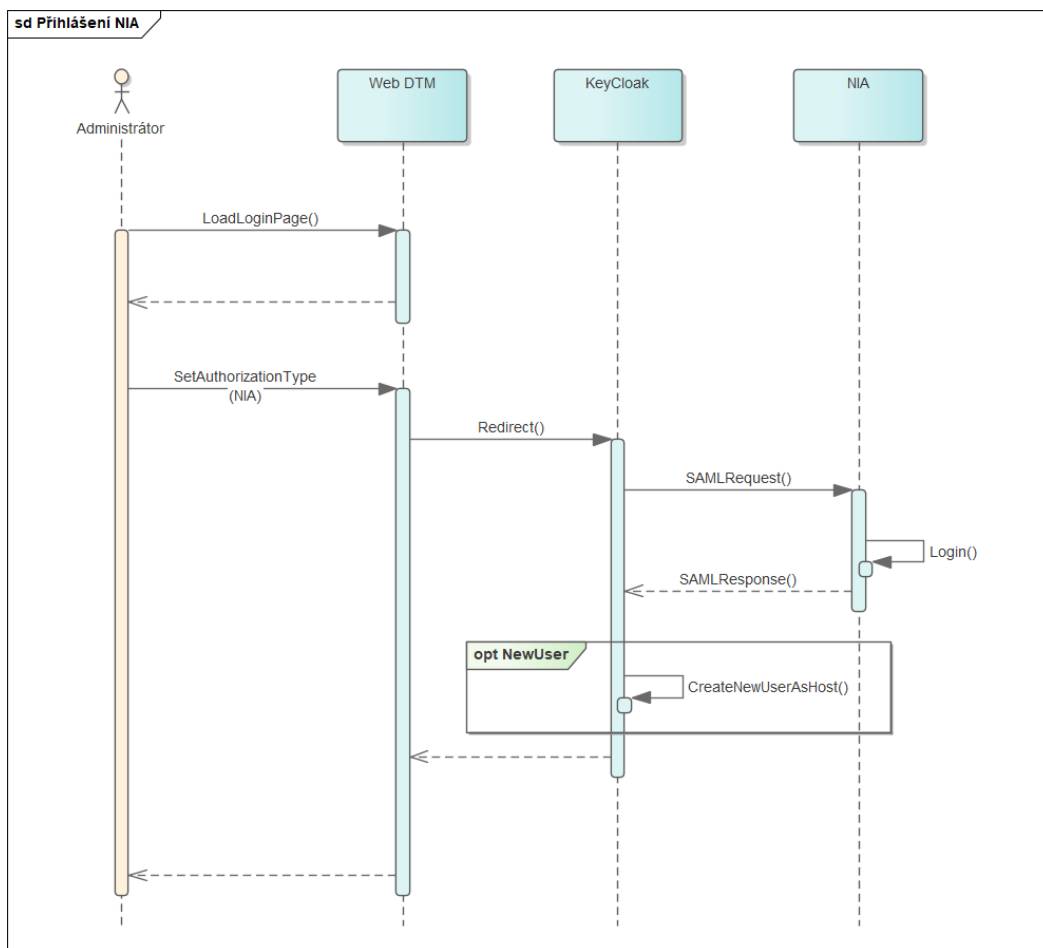 sd Přihlášení NIA
Web DTM
KeyCloak
NIA
Administrátor
LoadLoginPage()
SetAuthorizationType
(NIA)
Redirect()
SAMLRequest()
Login()
SAMLResponse()
opt NewUser
CreateNewUserAsHost()